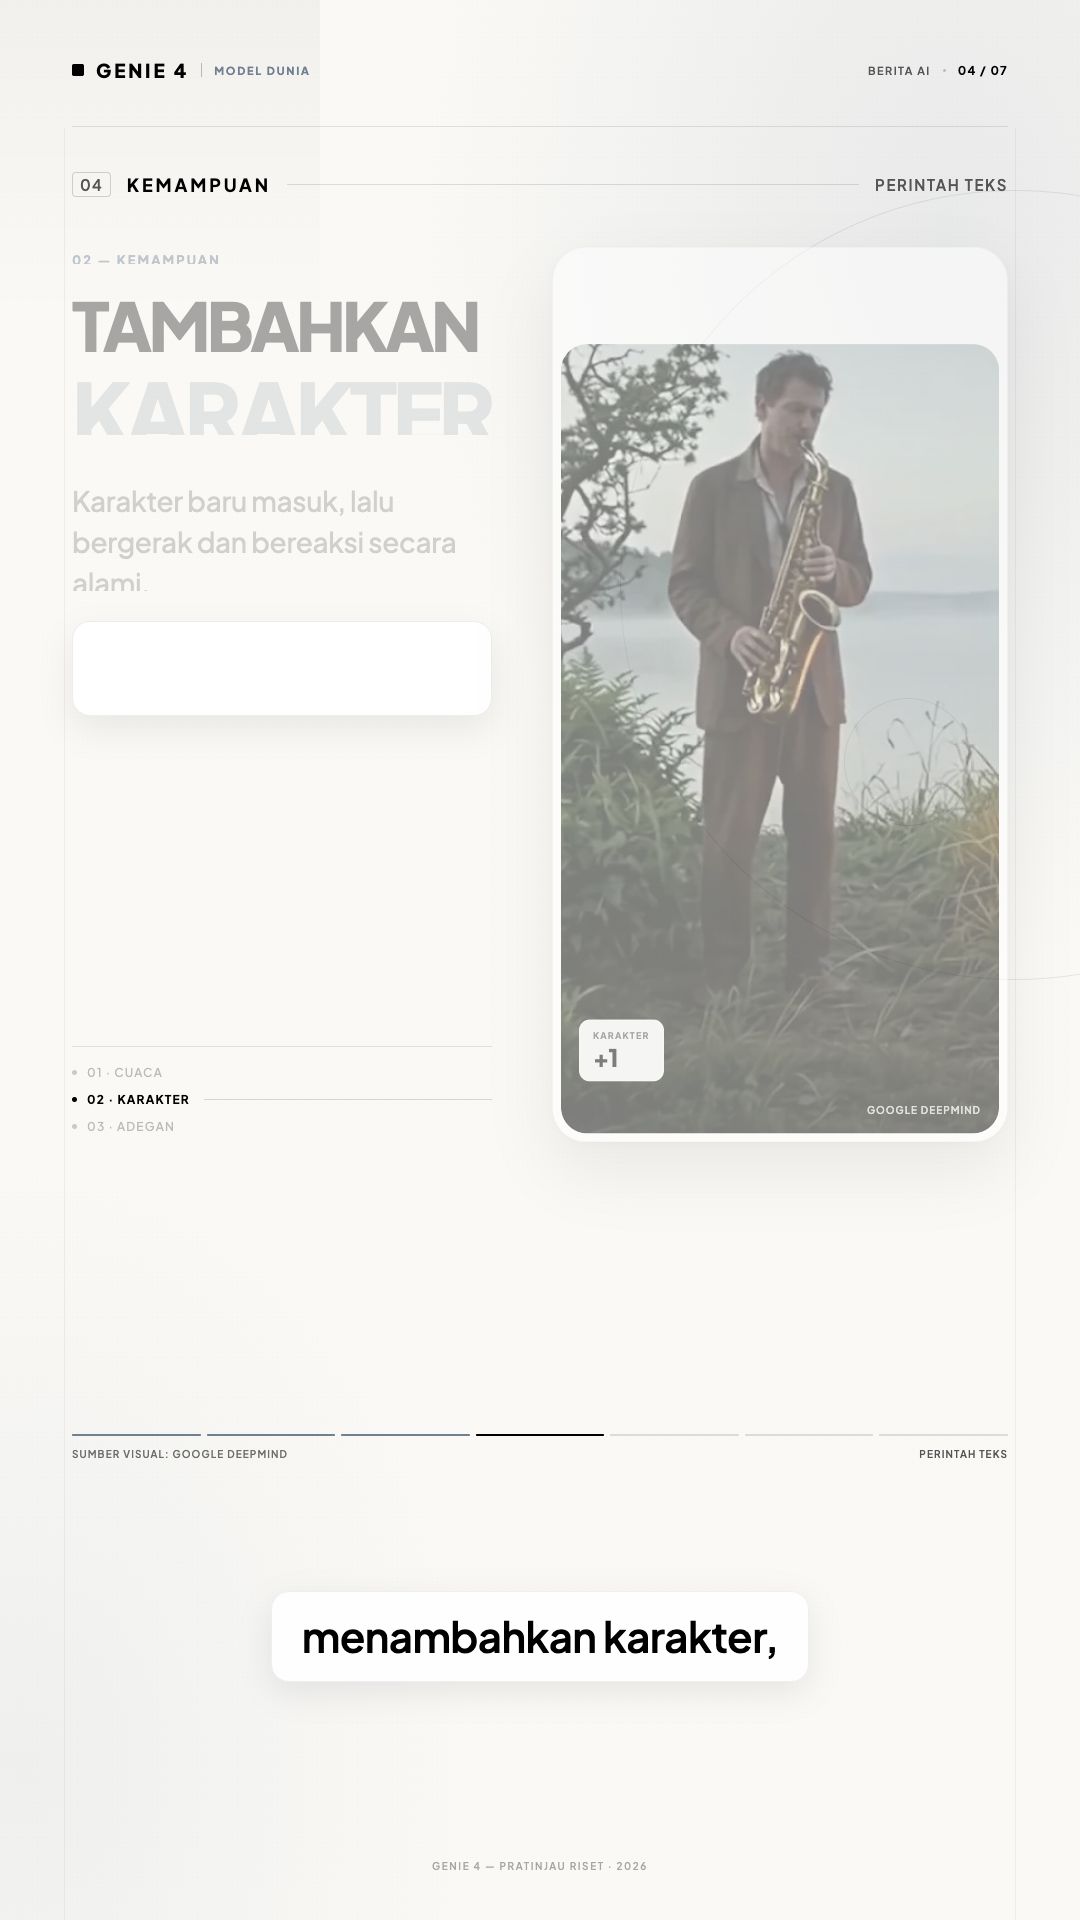 GENIE 4 | MODEL DUNIA
BERITA AI • 04 / 07
04 KEMAMPUAN
PERINTAH TEKS
02 — KEMAMPUAN
TAMBAHKAN
KARAKTER
Karakter baru masuk, lalu
bergerak dan bereaksi secara
alami.
KARAKTER
+1
GOOGLE DEEPMIND
01 · CUACA
02 · KARAKTER
03 · ADEGAN
SUMBER VISUAL: GOOGLE DEEPMIND
PERINTAH TEKS
menambahkan karakter,
GENIE 4 — PRATINJAU RISET · 2026